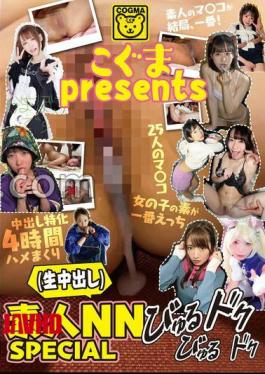 COGMA
こぐま
presents
素人のマ〇コが
結局、一番!
25人のマ〇コ
女の子の素が
一番えっち
com
中出し特化
4時間
ハメまくり
(生中出し)
素人NN
びゅるドク
びゅるドク
SPECIAL